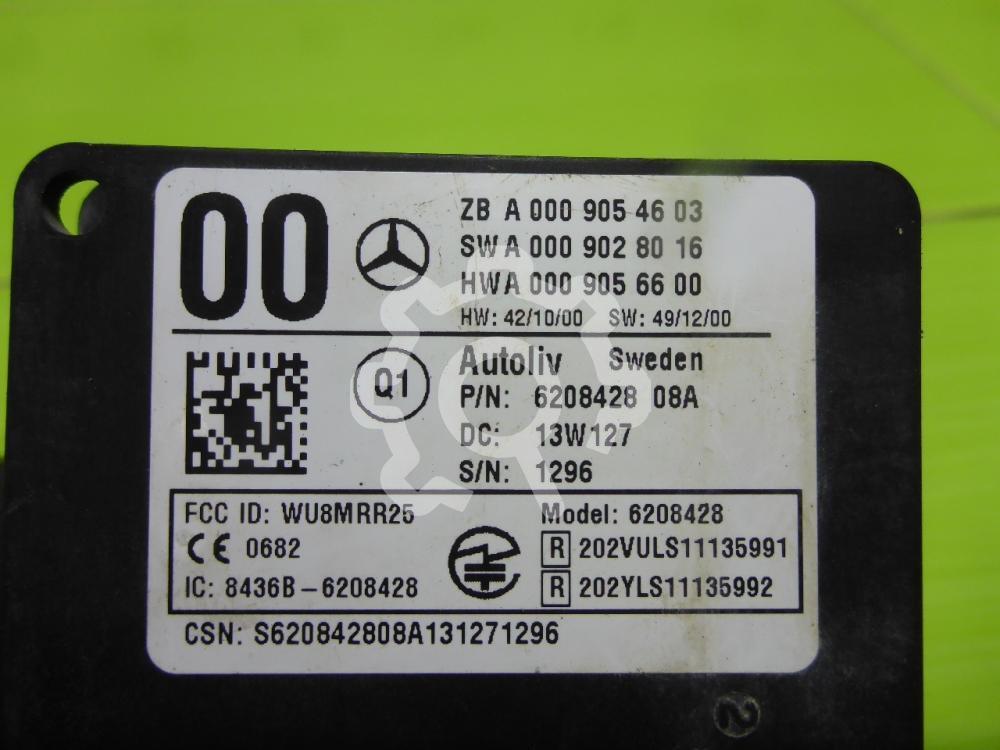 00
ZB A 000 905 46 03
SW A 000 902 80 16
HW A 000 905 66 00
HW: 42/10/00 SW: 49/12/00
Q1
Autoliv Sweden
P/N: 6208428 08A
DC: 13W127
S/N: 1296
FCC ID: WU8MRR25 Model: 6208428
CE 0682 R 202VULS11135991
IC: 8436B-6208428 R 202YLS11135992
CSN: S620842808A131271296
2